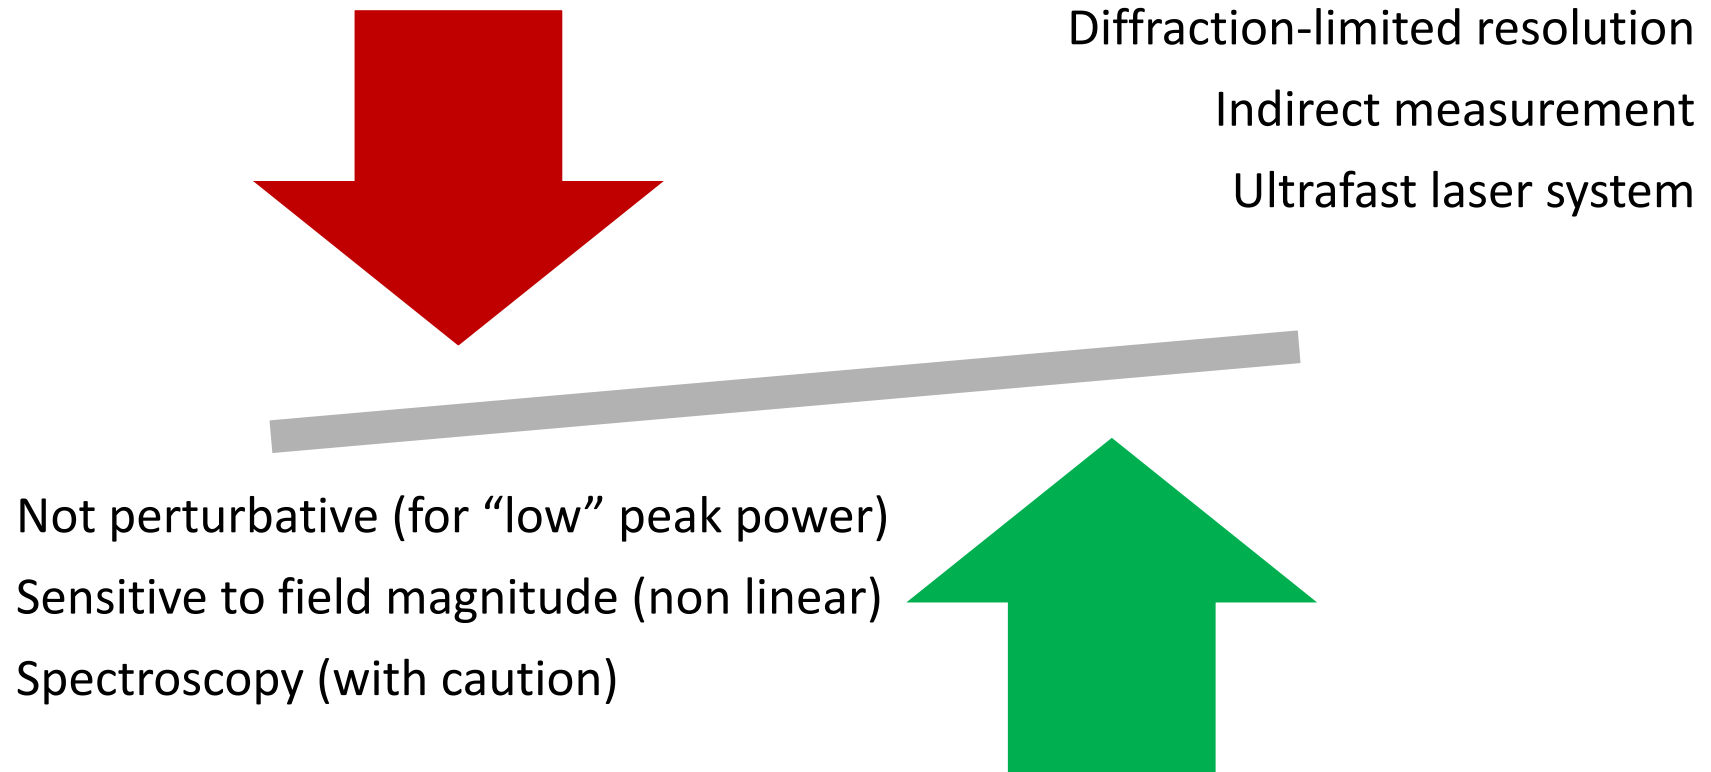 Diffraction-limited resolution
Indirect measurement
Ultrafast laser system
Not perturbative (for “low” peak power)
Sensitive to field magnitude (non linear)
Spectroscopy (with caution)